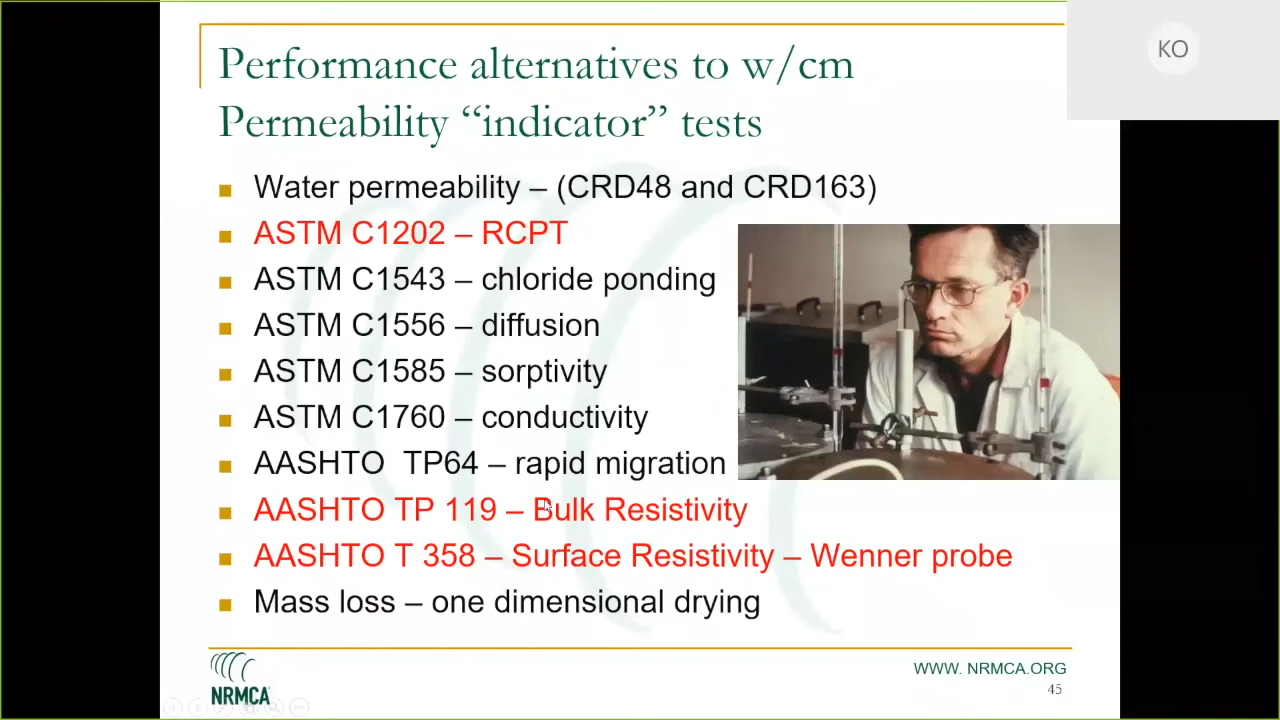 Performance alternatives to w/cm
Permeability “indicator” tests
KO
Water permeability – (CRD48 and CRD163)
ASTM C1202 – RCPT
ASTM C1543 – chloride ponding
ASTM C1556 – diffusion
ASTM C1585 – sorptivity
ASTM C1760 – conductivity
AASHTO TP64 – rapid migration
AASHTO TP 119 – Bulk Resistivity
AASHTO T 358 – Surface Resistivity – Wenner probe
Mass loss – one dimensional drying
NRMCA
WWW. NRMCA.ORG
45